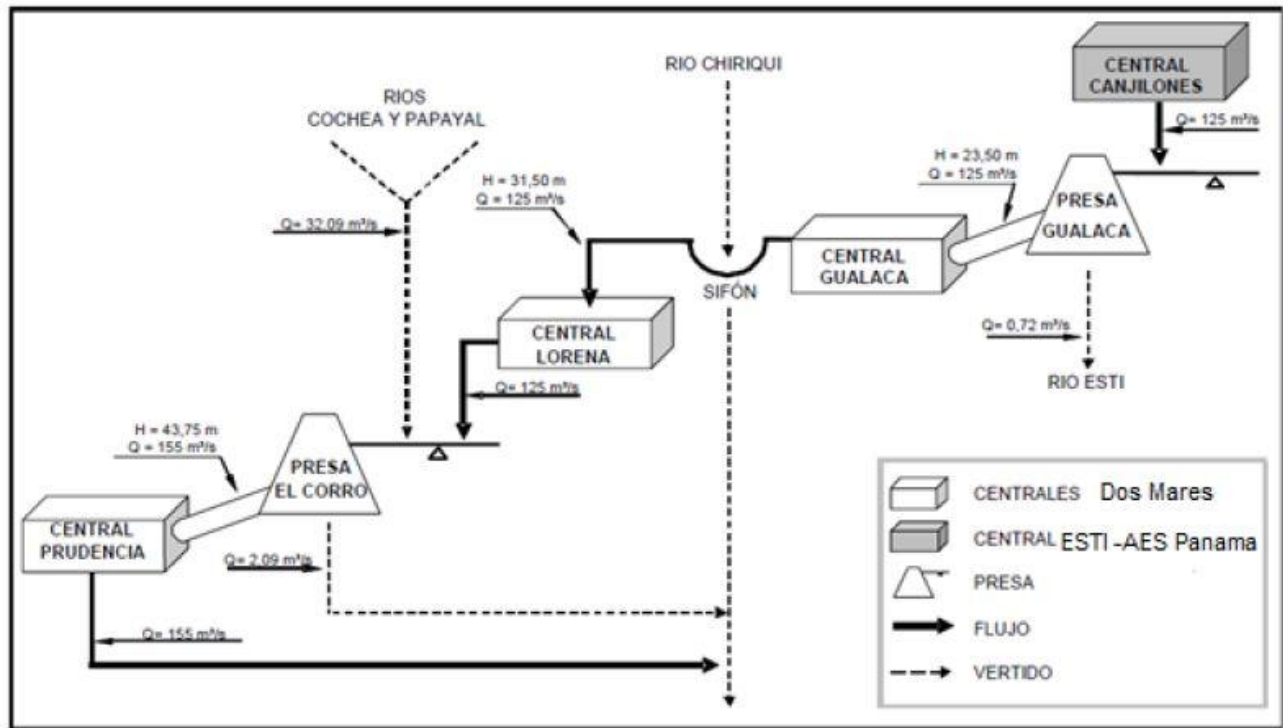 RIO CHIRIQUI
CENTRAL
CANJILONES
RIOS
COCHEA Y PAPAYAL
Q= 125 m³/s
H = 23,50 m
Q = 125 m³/s
H = 31,50 m
Q = 125 m³/s
PRESA
GUALACA
Q= 32.09 m³/s
CENTRAL
GUALACA
SIFÓN
CENTRAL
LORENA
Q= 0,72 m³/s
RIO ESTI
Q= 125 m³/s
H = 43,75 m
Q = 155 m³/s
PRESA
EL CORRO
CENTRAL
PRUDENCIA
Q= 2.09 m³/s
Q= 155 m³/s
CENTRALES Dos Mares
CENTRAL ESTI -AES Panama
PRESA
FLUJO
VERTIDO